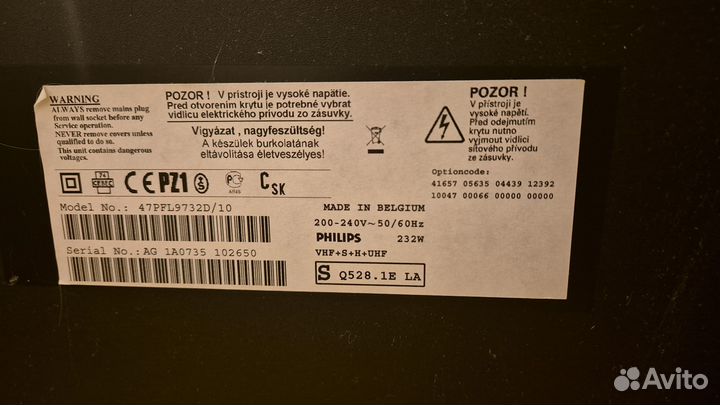 WARNING
ALWAYS remove mains plug
from wall socket before any
Service operation.
NEVER remove covers unless
qualified to do so.
This unit contains dangerous
voltages.
POZOR ! V prístroji je vysoké napätie.
Pred otvorením krytu je potrebné vybrat
vidlicu elektrického prívodu zo zásuvky.
Vigyázat , nagyfeszültség!
A készülek burkolatának
eltávolítása életveszélyes!
POZOR !
V přístroji je
vysoké napětí.
Před odejmutím
krytu nutno
vyjmout vidlici
síťového přívodu
ze zásuvky.
Optioncode:
41657 05635 04439 12392
10047 00066 00000 00000
CE PZ1 S
C SK
Model No.: 47PFL9732D/10
MADE IN BELGIUM
200-240V~50/60Hz
PHILIPS 232W
VHF+S+H+UHF
Serial No.:AG 1A0735 102650
S Q528.1E LA
Avito